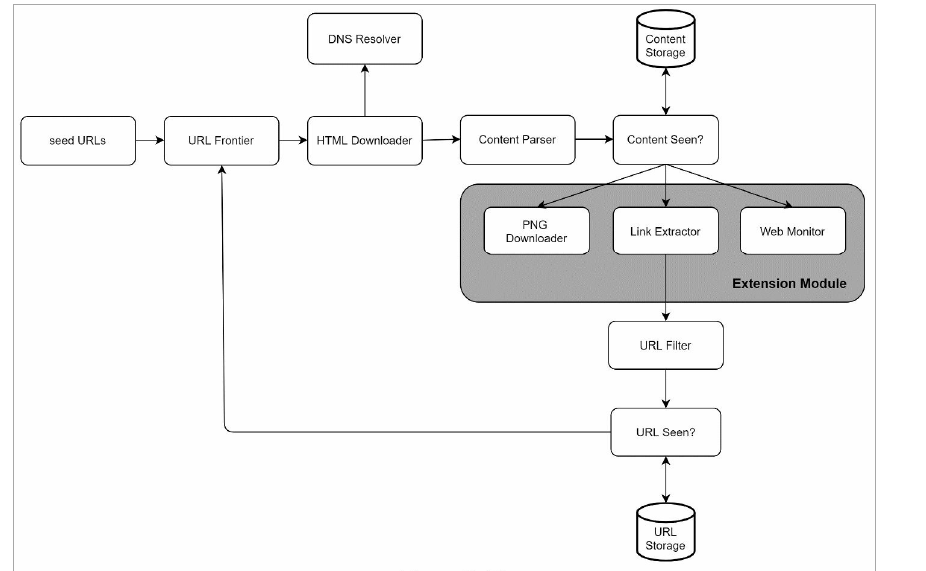 DNS Resolver
Content
Storage
seed URLs
URL Frontier
HTML Downloader
Content Parser
Content Seen?
PNG
Downloader
Link Extractor
Web Monitor
Extension Module
URL Filter
URL Seen?
URL
Storage